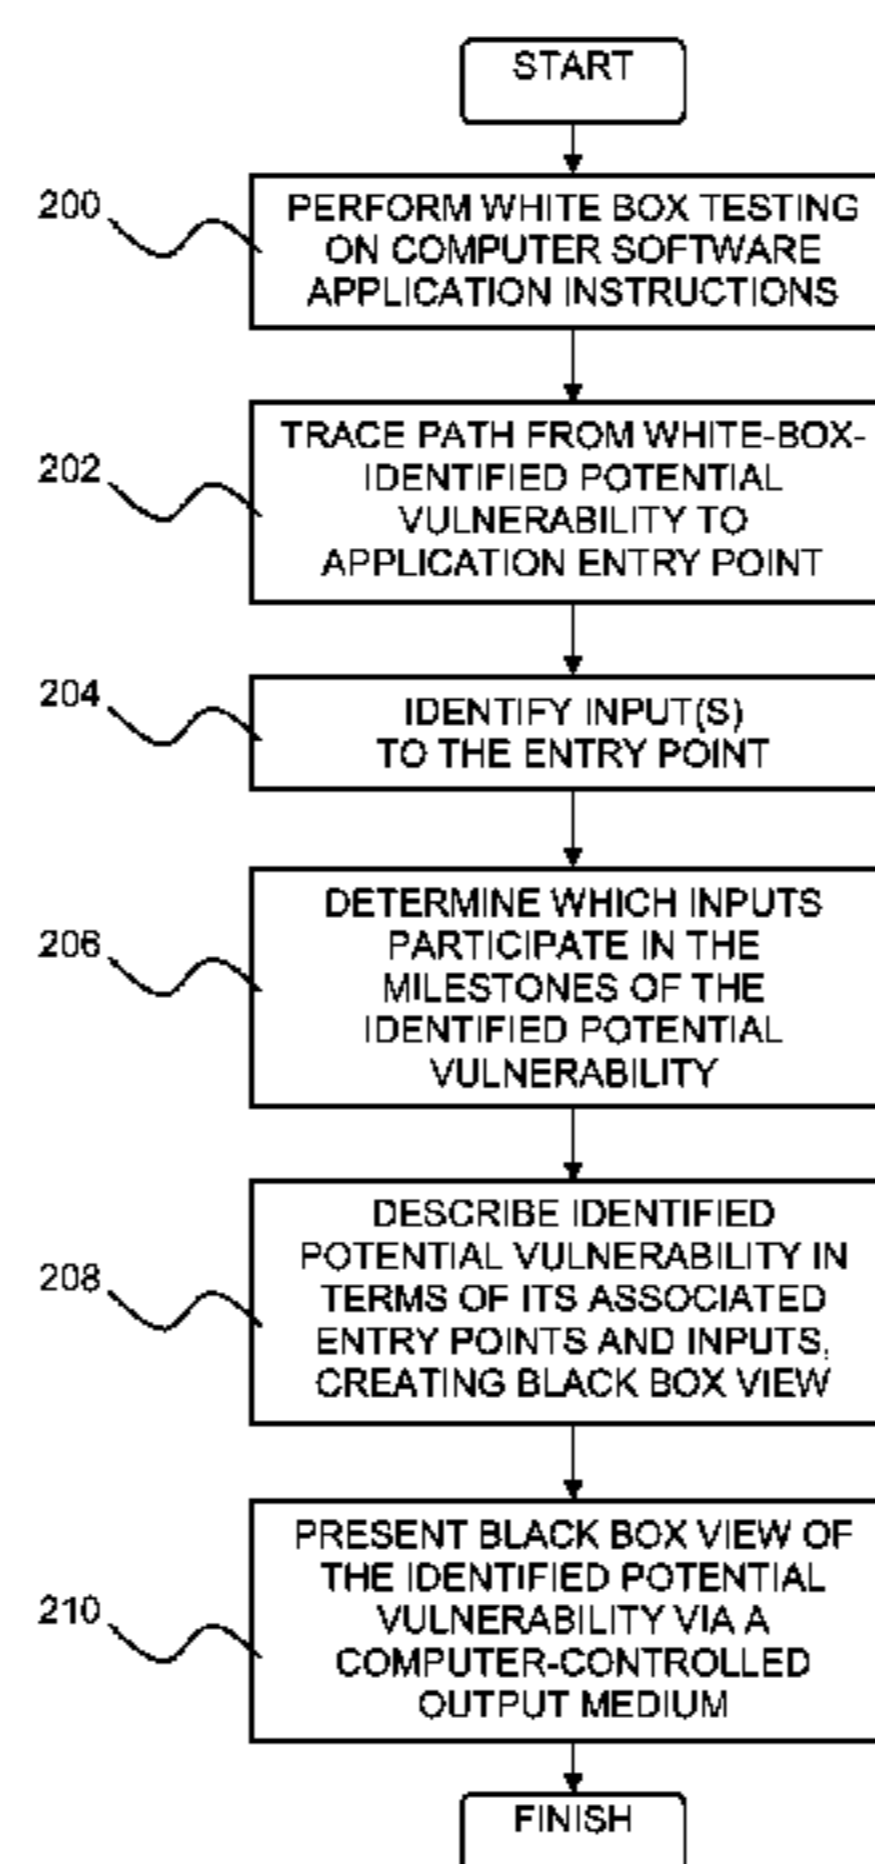 START
200
PERFORM WHITE BOX TESTING
ON COMPUTER SOFTWARE
APPLICATION INSTRUCTIONS
202
TRACE PATH FROM WHITE-BOX-
IDENTIFIED POTENTIAL
VULNERABILITY TO
APPLICATION ENTRY POINT
204
IDENTIFY INPUT(S)
TO THE ENTRY POINT
206
DETERMINE WHICH INPUTS
PARTICIPATE IN THE
MILESTONES OF THE
IDENTIFIED POTENTIAL
VULNERABILITY
208
DESCRIBE IDENTIFIED
POTENTIAL VULNERABILITY IN
TERMS OF ITS ASSOCIATED
ENTRY POINTS AND INPUTS,
CREATING BLACK BOX VIEW
210
PRESENT BLACK BOX VIEW OF
THE IDENTIFIED POTENTIAL
VULNERABILITY VIA A
COMPUTER-CONTROLLED
OUTPUT MEDIUM
FINISH